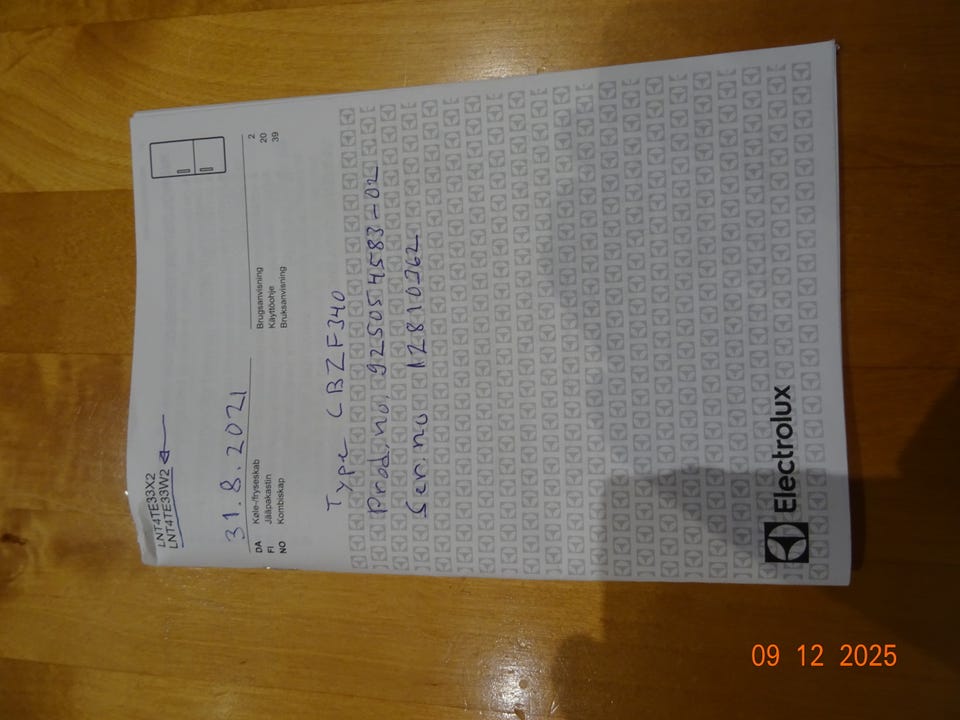 LNT4TE33X2
LNT4TE33W2
31.8.2021
DA Køle-/fryseskab Brugsanvisning 2
FI Jääpakastin Käyttöohje 20
NO Kombiskap Bruksanvisning 39
Type CBZF340
Prod.no. 925054583-02
Ser.no 12810362
Electrolux
09 12 2025